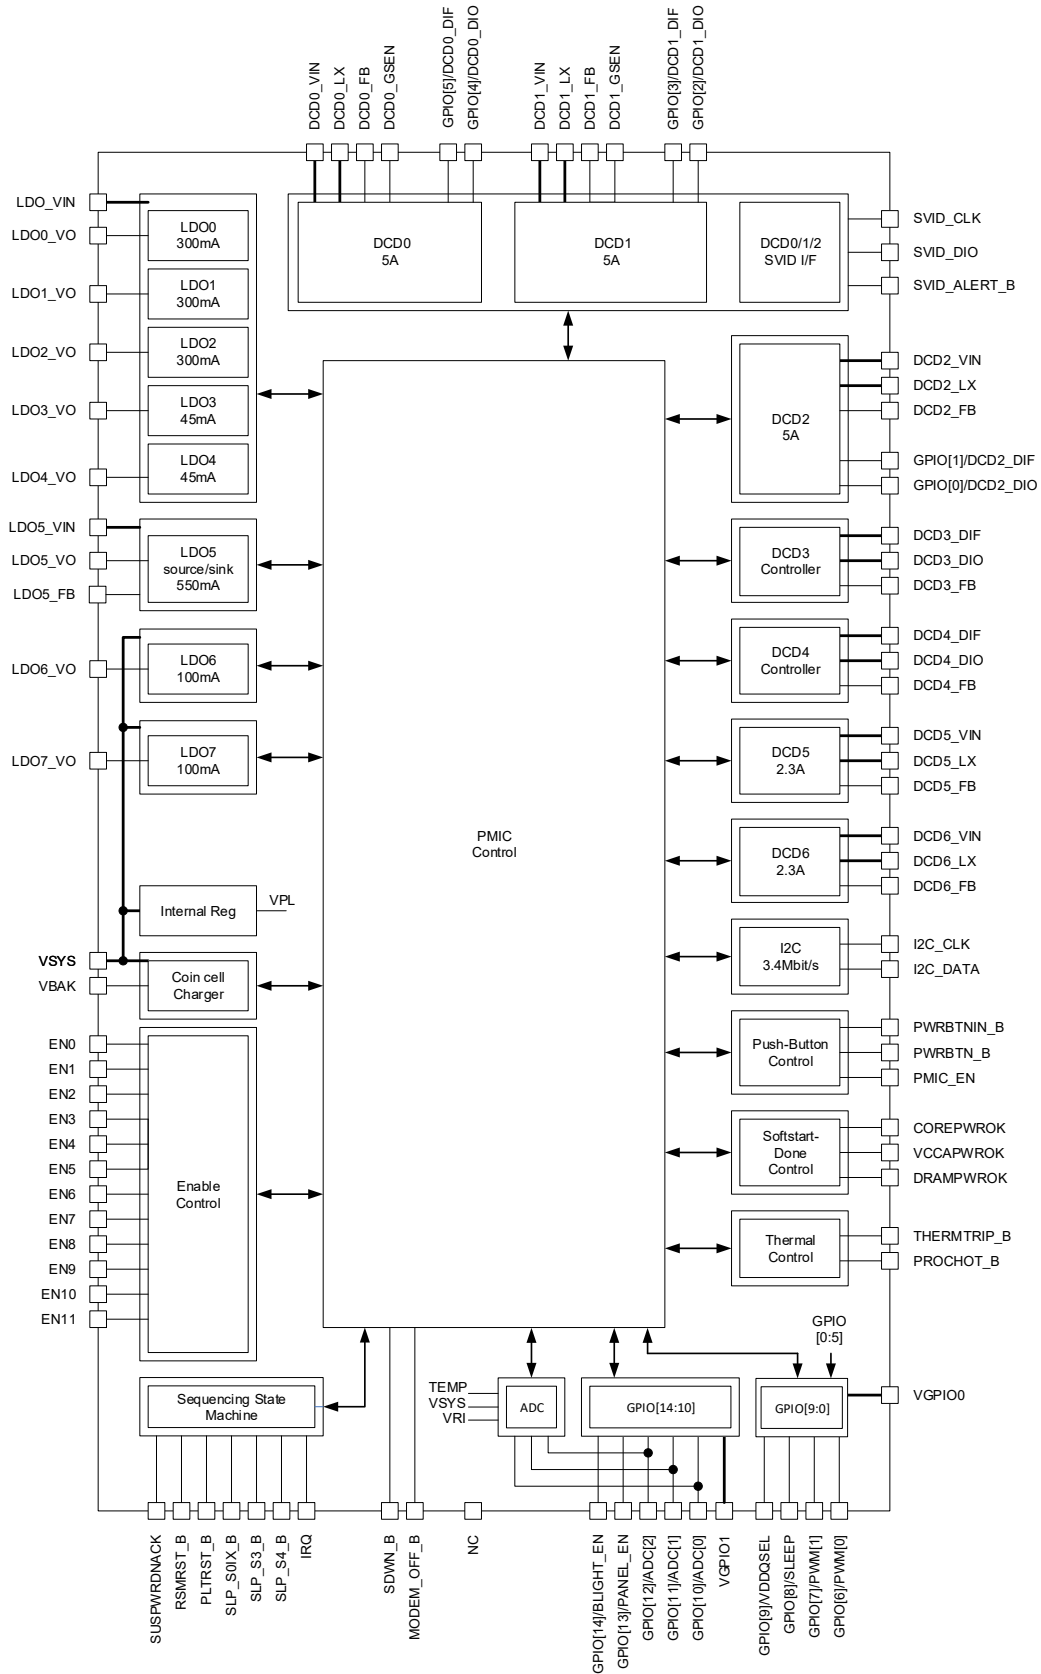 DCD0_VIN
DCD0_LX
DCD0_FB
DCD0_GSEN
GPIO[5]/DCD0_DIF
GPIO[4]/DCD0_DIO
DCD1_VIN
DCD1_LX
DCD1_FB
DCD1_GSEN
GPIO[3]/DCD1_DIF
GPIO[2]/DCD1_DIO
LDO_VIN
LDO0_VO
LDO1_VO
LDO2_VO
LDO3_VO
LDO4_VO
LDO5_VIN
LDO5_VO
LDO5_FB
LDO6_VO
LDO7_VO
VSYS
VBAK
EN0
EN1
EN2
EN3
EN4
EN5
EN6
EN7
EN8
EN9
EN10
EN11
LDO0
300mA
LDO1
300mA
LDO2
300mA
LDO3
45mA
LDO4
45mA
LDO5
source/sink
550mA
LDO6
100mA
LDO7
100mA
Internal Reg
VPL
Coin cell
Charger
Enable
Control
Sequencing State
Machine
DCD0
5A
DCD1
5A
DCD0/1/2
SVID I/F
PMIC
Control
DCD2
5A
DCD3
Controller
DCD4
Controller
DCD5
2.3A
DCD6
2.3A
I2C
3.4Mbit/s
Push-Button
Control
Softstart-
Done
Control
Thermal
Control
GPIO
[0:5]
TEMP
VSYS
VRI
ADC
GPIO[14:10]
GPIO[9:0]
SVID_CLK
SVID_DIO
SVID_ALERT_B
DCD2_VIN
DCD2_LX
DCD2_FB
GPIO[1]/DCD2_DIF
GPIO[0]/DCD2_DIO
DCD3_DIF
DCD3_DIO
DCD3_FB
DCD4_DIF
DCD4_DIO
DCD4_FB
DCD5_VIN
DCD5_LX
DCD5_FB
DCD6_VIN
DCD6_LX
DCD6_FB
I2C_CLK
I2C_DATA
PWRBTNIN_B
PWRBTN_B
PMIC_EN
COREPWROK
VCCAPWROK
DRAMPWROK
THERMTRIP_B
PROCHOT_B
VGPIO0
SUSPWRDNACK
RSMRST_B
PLTRST_B
SLP_S0IX_B
SLP_S3_B
SLP_S4_B
IRQ
SDWN_B
MODEM_OFF_B
NC
GPIO[14]/BLIGHT_EN
GPIO[13]/PANEL_EN
GPIO[12]/ADC[2]
GPIO[11]/ADC[1]
GPIO[10]/ADC[0]
VGPIO1
GPIO[9]/VDDQSEL
GPIO[8]/SLEEP
GPIO[7]/PWM[1]
GPIO[6]/PWM[0]